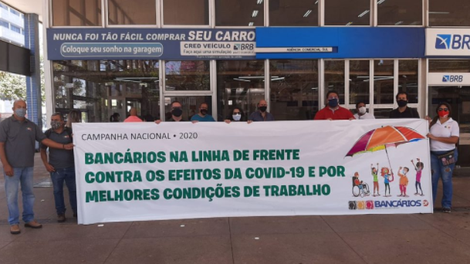 NUNCA FOI TÃO FÁCIL COMPRAR SEU CARRO
Coloque seu sonho na garagem
CRED VEÍCULO
BRB
BRB
BRB
BRB
CAMPANHA NACIONAL • 2020
BANCÁRIOS NA LINHA DE FRENTE
CONTRA OS EFEITOS DA COVID-19 E POR
MELHORES CONDIÇÕES DE TRABALHO
BANCÁRIOS